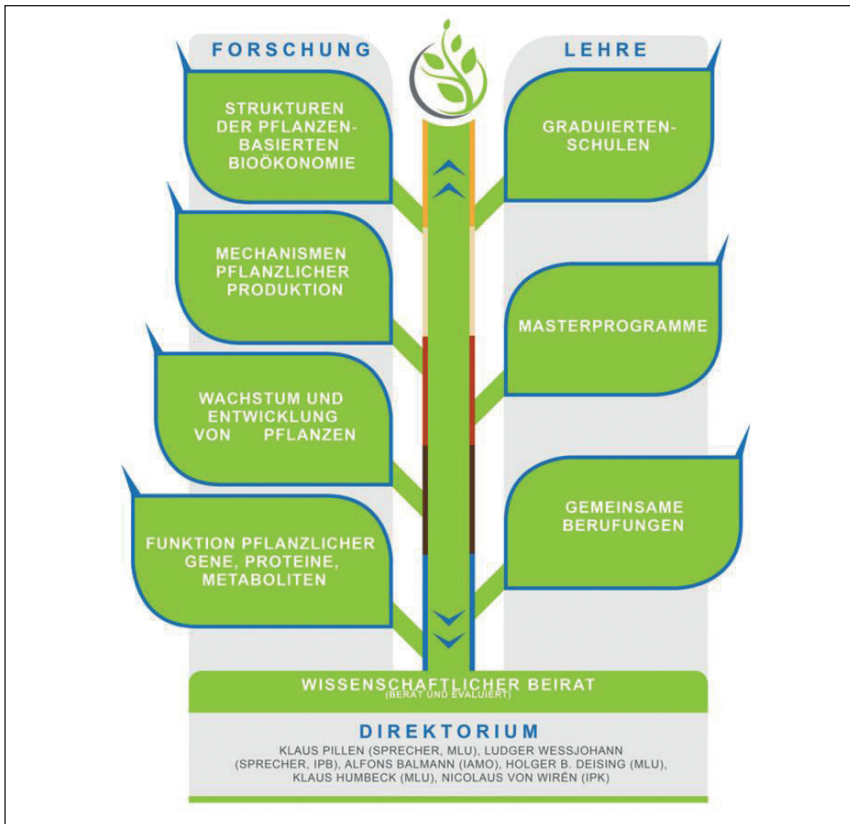 FORSCHUNG
STRUKTUREN
DER PFLANZEN-
BASIERTEN
BIOÖKONOMIE
MECHANISMEN
PFLANZLICHER
PRODUKTION
WACHSTUM UND
ENTWICKLUNG
VON PFLANZEN
FUNKTION PFLANZLICHER
GENE, PROTEINE,
METABOLITEN
LEHRE
GRADUIERTEN-
SCHULEN
MASTERPROGRAMME
GEMEINSAME
BERUFUNGEN
WISSENSCHAFTLICHER BEIRAT
(BERÄT UND EVALUIERT)
DIREKTORIUM
KLAUS PILLEN (SPRECHER, MLU), LUDGER WESSJOHANN
(SPRECHER, IPB), ALFONS BALMANN (IAMO), HOLGER B. DEISING (MLU),
KLAUS HUMBECK (MLU), NICOLAUS VON WIRÉN (IPK)